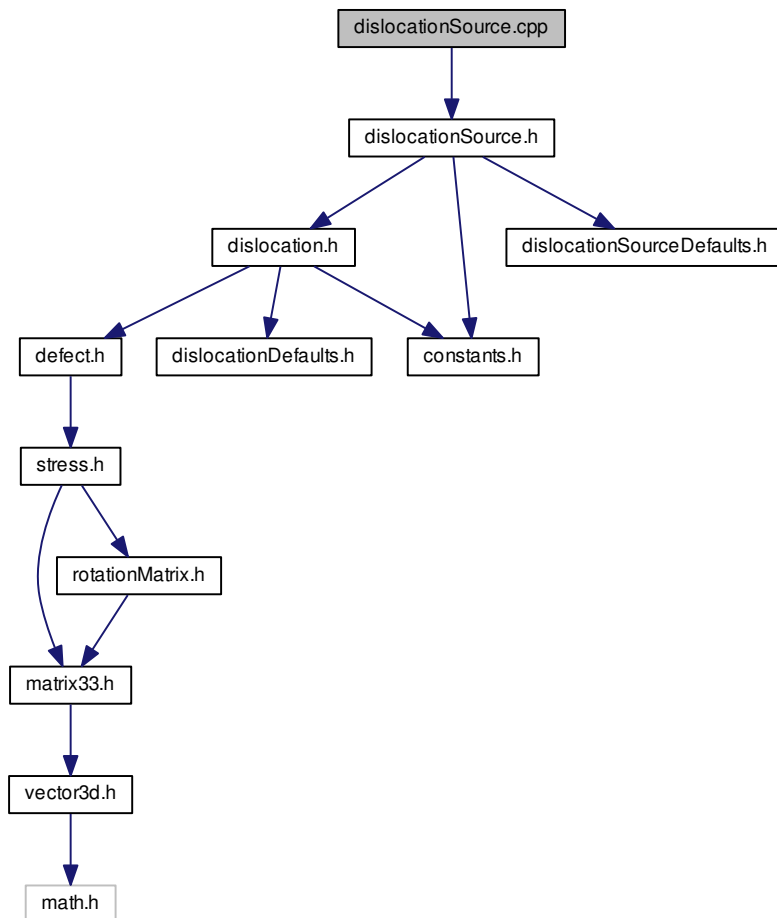 dislocationSource.cpp
dislocationSource.h
dislocation.h
dislocationSourceDefaults.h
defect.h
dislocationDefaults.h
constants.h
stress.h
rotationMatrix.h
matrix33.h
vector3d.h
math.h